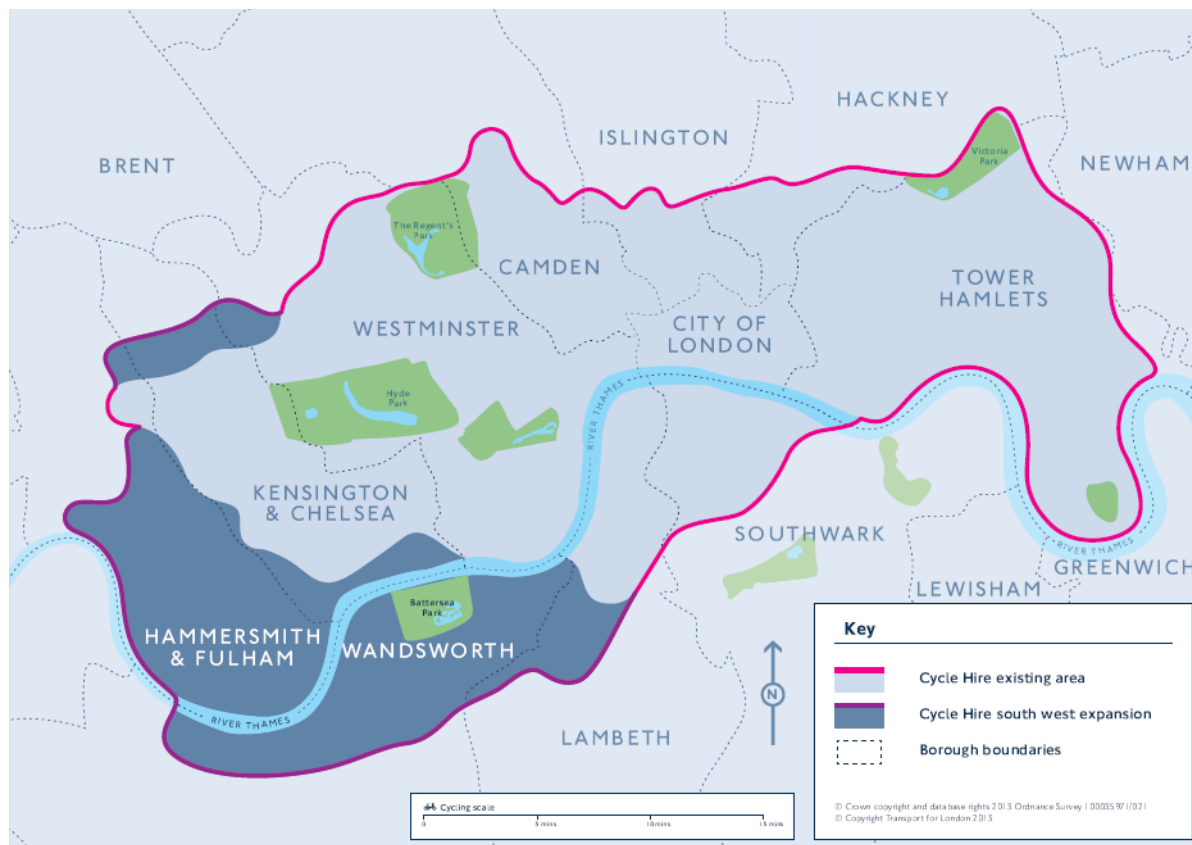 HACKNEY
ISLINGTON
BRENT
Victoria
Park
NEWHAM
The Regent's
Park
CAMDEN
TOWER
HAMLETS
WESTMINSTER
CITY OF
LONDON
Hyde
Park
RIVER THAMES
KENSINGTON
& CHELSEA
SOUTHWARK
RIVER THAMES
GREENWICH
LEWISHAM
Battersea
Park
HAMMERSMITH
& FULHAM
WANDSWORTH
RIVER THAMES
LAMBETH
N
Key
Cycle Hire existing area
Cycle Hire south west expansion
Borough boundaries
© Crown copyright and database rights 2013 Ordnance Survey 100035971/021
© Copyright Transport for London 2013
Cycling scale
0 5 mins 10 mins 15 mins